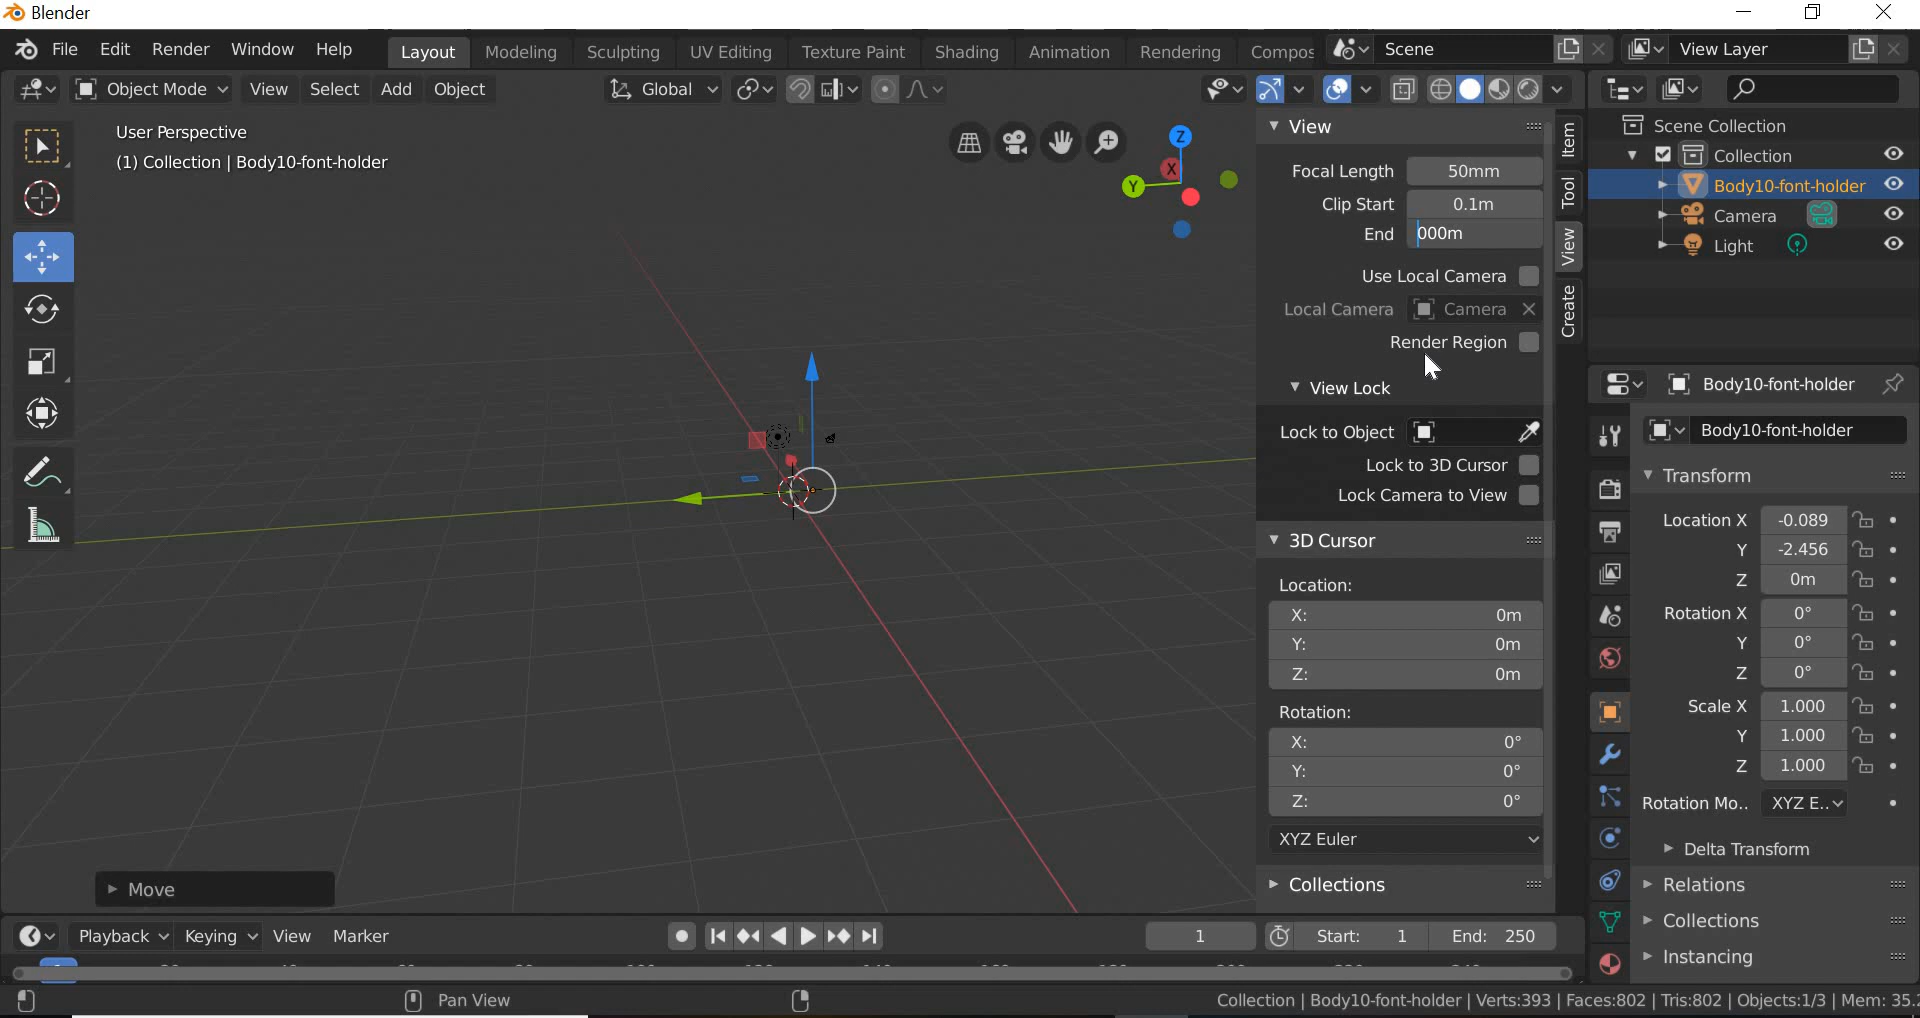 Blender
File Edit Render Window Help Layout Modeling Sculpting UV Editing Texture Paint Shading Animation Rendering Compos Scene View Layer
Object Mode View Select Add Object Global
User Perspective
(1) Collection | Body10-font-holder
Z
X
Y
View
Focal Length 50mm
Clip Start 0.1m
End 000m
Use Local Camera
Local Camera Camera
Render Region
View Lock
Lock to Object
Lock to 3D Cursor
Lock Camera to View
3D Cursor
Location:
X: 0m
Y: 0m
Z: 0m
Rotation:
X: 0°
Y: 0°
Z: 0°
XYZ Euler
Collections
Item
Tool
View
Create
Scene Collection
Collection
Body10-font-holder
Camera
Light
Body10-font-holder
Body10-font-holder
Transform
Location X -0.089
Y -2.456
Z 0m
Rotation X 0°
Y 0°
Z 0°
Scale X 1.000
Y 1.000
Z 1.000
Rotation Mo.. XYZ E..
Delta Transform
Relations
Collections
Instancing
Move
Playback Keying View Marker 1 Start: 1 End: 250
Pan View
Collection | Body10-font-holder | Verts:393 | Faces:802 | Tris:802 | Objects:1/3 | Mem: 35.